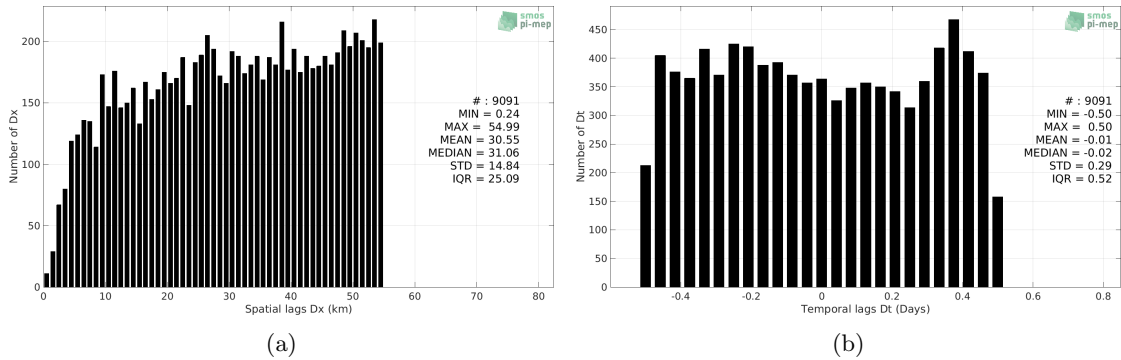 smos
pi-mep
200
150
100
50
0
Number of Dx
# : 9091
MIN = 0.24
MAX = 54.99
MEAN = 30.55
MEDIAN = 31.06
STD = 14.84
IQR = 25.09
0 10 20 30 40 50 60 70 80
Spatial lags Dx (km)
(a)
smos
pi-mep
450
400
350
300
250
200
150
100
50
0
Number of Dt
# : 9091
MIN = -0.50
MAX = 0.50
MEAN = -0.01
MEDIAN = -0.02
STD = 0.29
IQR = 0.52
-0.4 -0.2 0 0.2 0.4 0.6 0.8
Temporal lags Dt (Days)
(b)